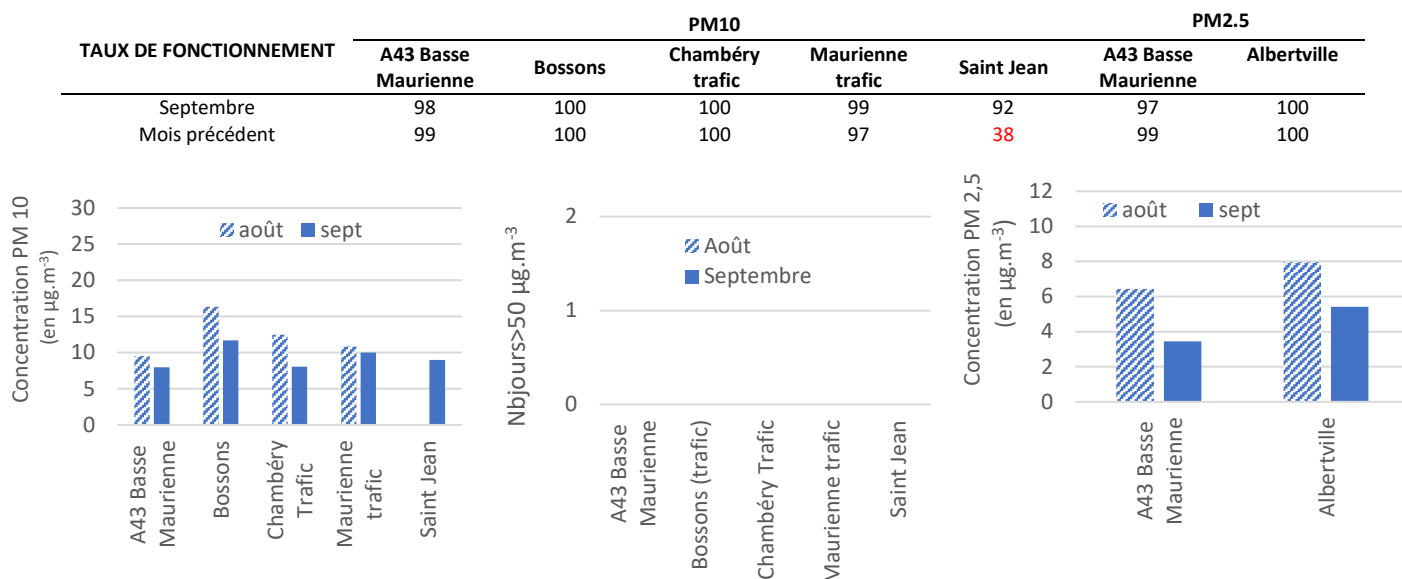 PM10 PM2.5
TAUX DE FONCTIONNEMENT A43 Basse Maurienne Bossons Chambéry trafic Maurienne trafic Saint Jean A43 Basse Maurienne Albertville
Septembre 98 100 100 99 92 97 100
Mois précédent 99 100 100 97 38 99 100
Concentration PM 10
(en µg.m-3)
30
25
20
15
10
5
0
août sept
A43 Basse
Maurienne
Bossons
Chambéry
Trafic
Maurienne
trafic
Saint Jean
Nbjours>50 µg.m-3
2
1
0
Août
Septembre
A43 Basse
Maurienne
Bossons (trafic)
Chambéry Trafic
Maurienne trafic
Saint Jean
Concentration PM 2,5
(en µg.m-3)
12
10
8
6
4
2
0
août sept
A43 Basse
Maurienne
Albertville